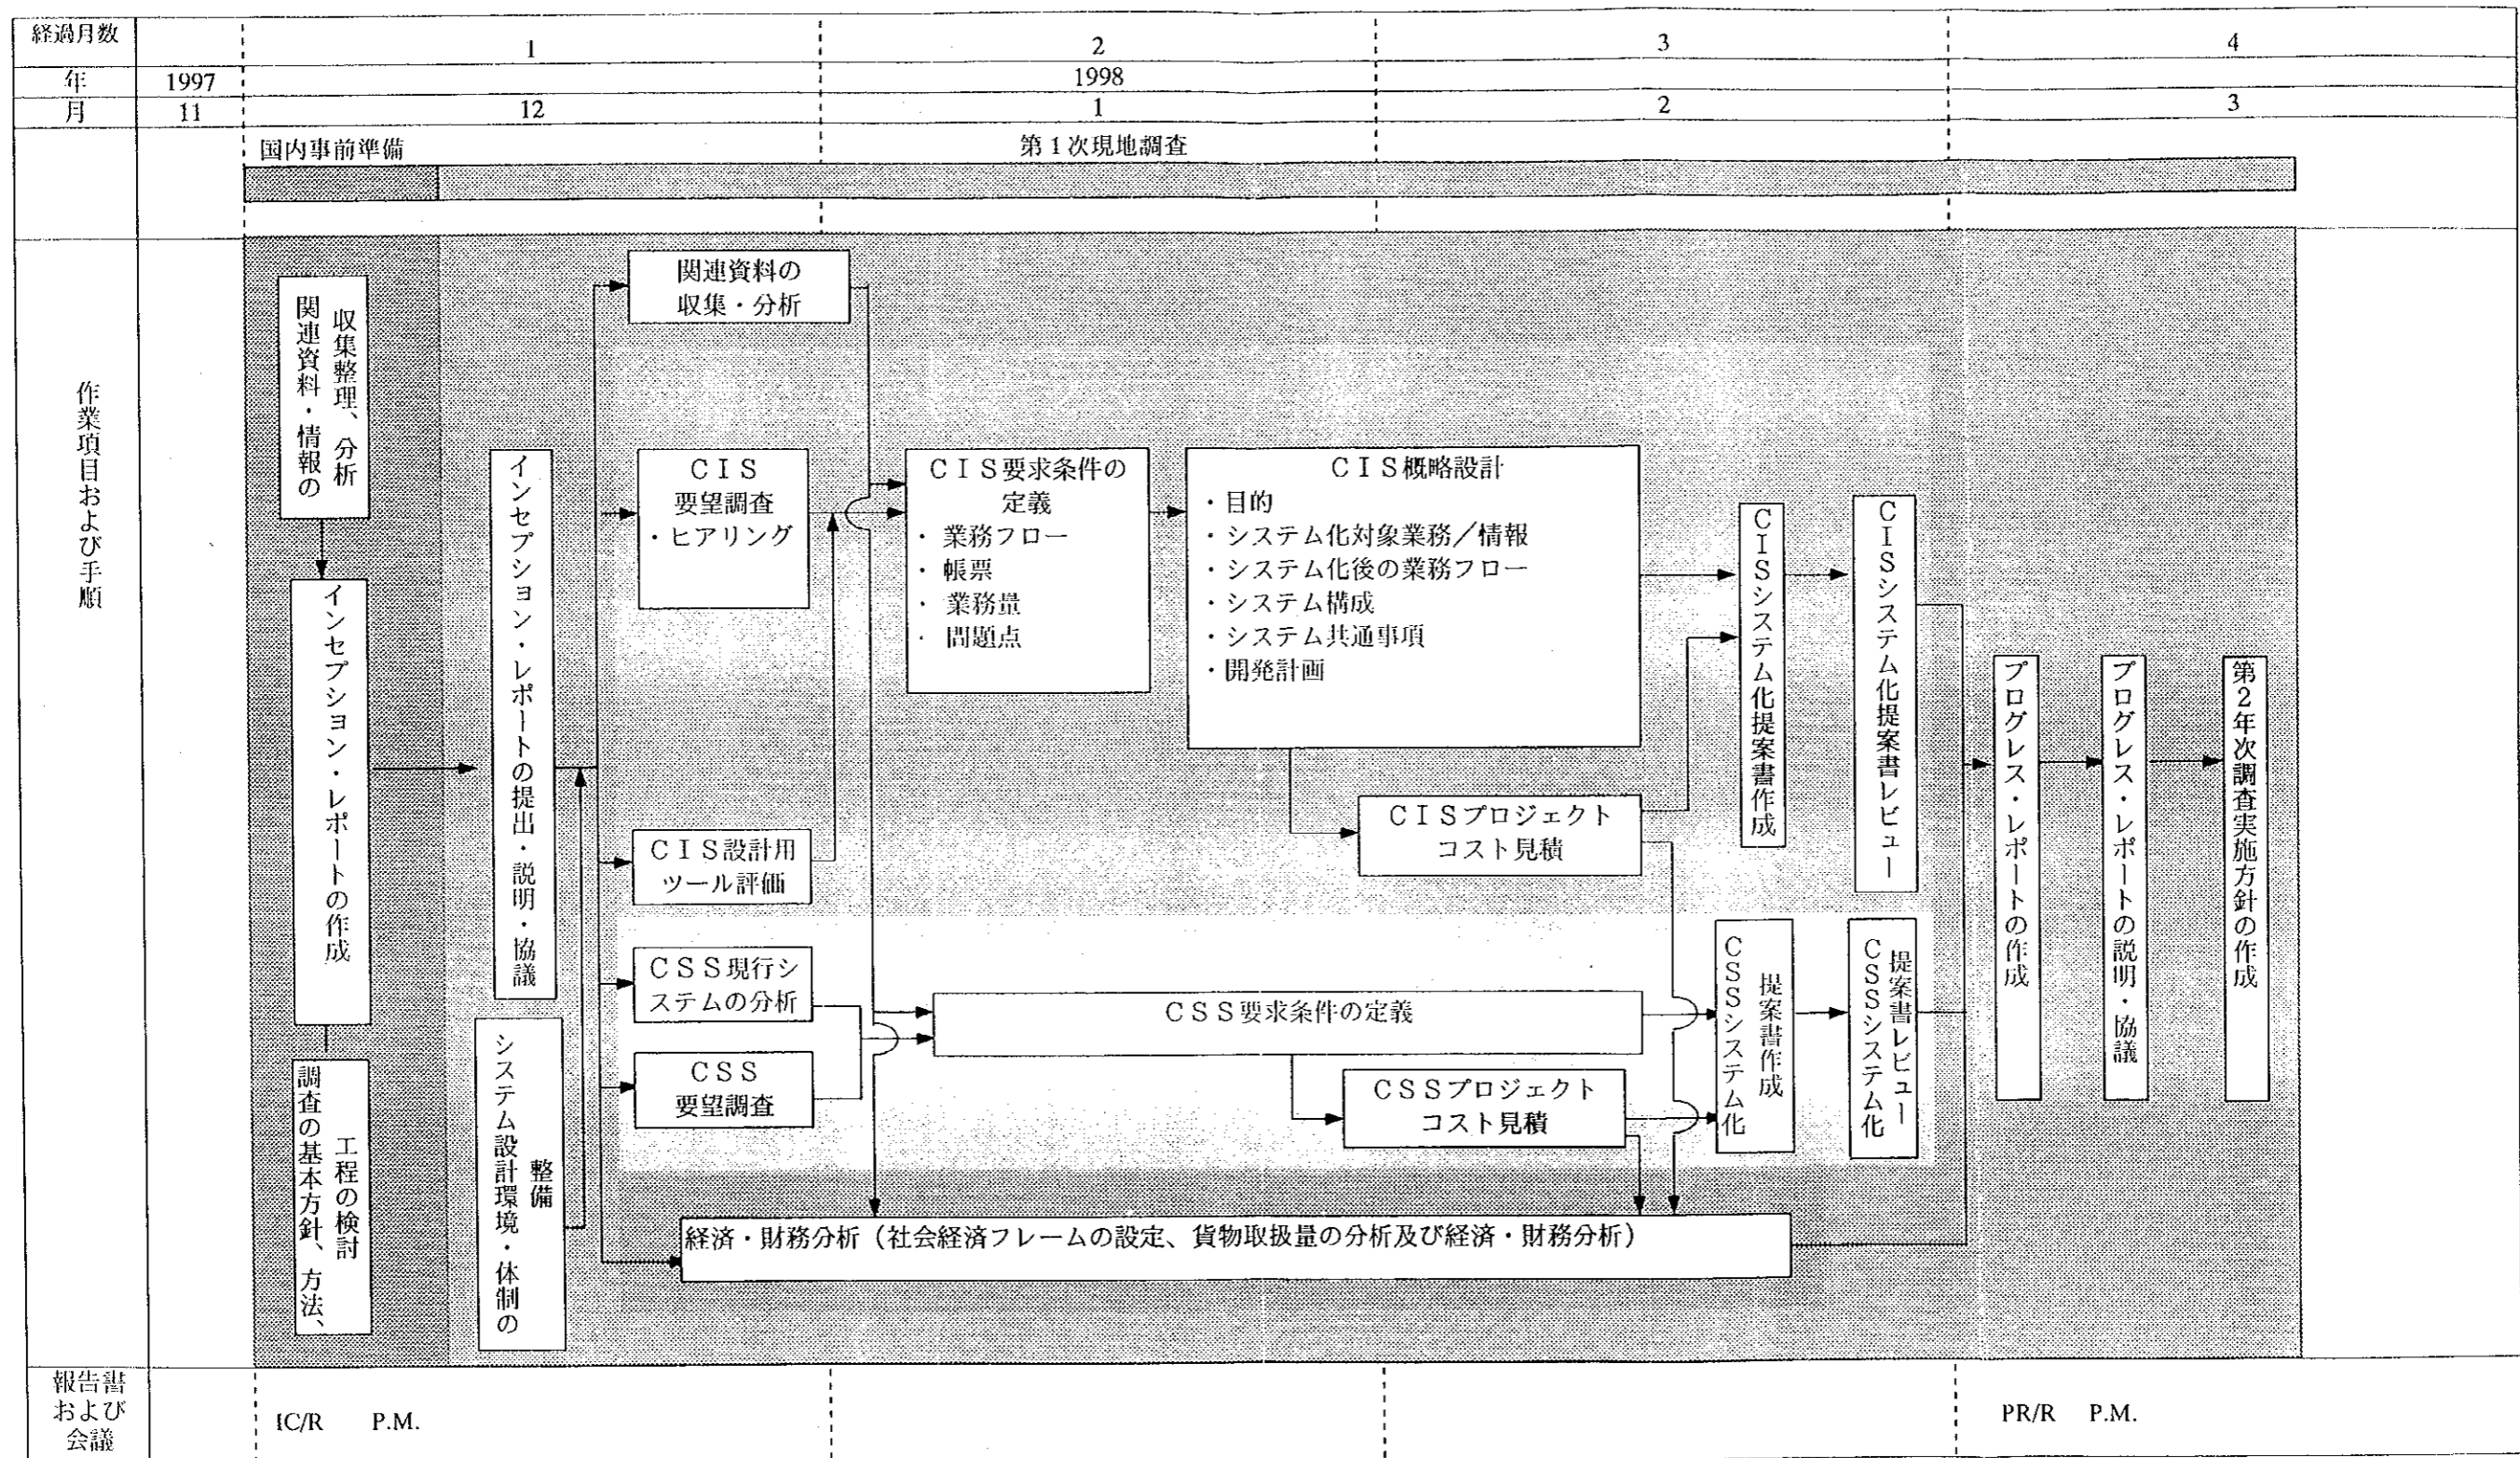 経過月数
1
2
3
4
年
1997
1998
月
11
12
1
2
3
国内事前準備
第1次現地調査
作業項目および手順
関連資料・情報の
収集整理、分析
インセプション・レポートの作成
調査の基本方針、方法、
工程の検討
インセプション・レポートの提出・説明・協議
システム設計環境・体制の
整備
関連資料の
収集・分析
CIS
要望調査
・ヒアリング
CIS設計用
ツール評価
CSS現行シ
ステムの分析
CSS
要望調査
CIS要求条件の
定義
・業務フロー
・帳票
・業務量
・問題点
CIS概略設計
・目的
・システム化対象業務／情報
・システム化後の業務フロー
・システム構成
・システム共通事項
・開発計画
CISプロジェクト
コスト見積
CSS要求条件の定義
CSSプロジェクト
コスト見積
経済・財務分析（社会経済フレームの設定、貨物取扱量の分析及び経済・財務分析）
CISシステム化提案書作成
CISシステム化提案書レビュー
CSSシステム化
提案書作成
CSSシステム化
提案書レビュー
プログレス・レポートの作成
プログレス・レポートの説明・協議
第2年次調査実施方針の作成
報告書
および
会議
IC/R P.M.
PR/R P.M.